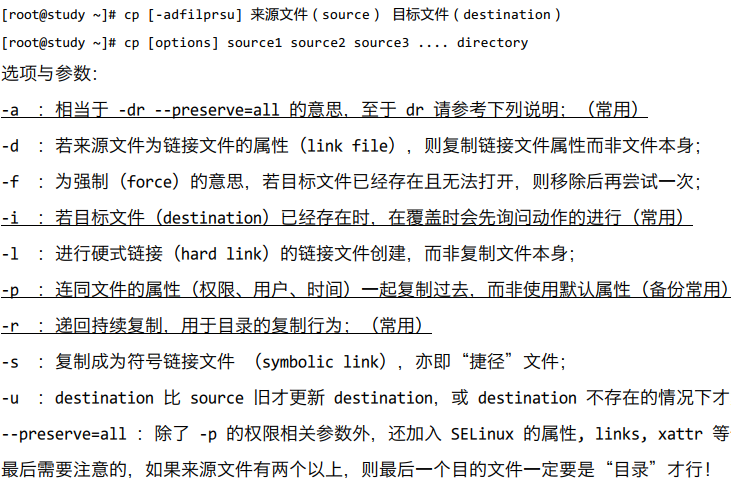 [root@study ~]# cp [-adfilprsu] 来源文件（source） 目标文件（destination）
[root@study ~]# cp [options] source1 source2 source3 .... directory
选项与参数：
-a ：相当于 -dr --preserve=all 的意思，至于 dr 请参考下列说明；（常用）
-d ：若来源文件为链接文件的属性（link file），则复制链接文件属性而非文件本身；
-f ：为强制（force）的意思，若目标文件已经存在且无法打开，则移除后再尝试一次；
-i ：若目标文件（destination）已经存在时，在覆盖时会先询问动作的进行（常用）
-l ：进行硬式链接（hard link）的链接文件创建，而非复制文件本身；
-p ：连同文件的属性（权限、用户、时间）一起复制过去，而非使用默认属性（备份常用）
-r ：递回持续复制，用于目录的复制行为；（常用）
-s ：复制成为符号链接文件 （symbolic link），亦即“捷径”文件；
-u ：destination 比 source 旧才更新 destination，或 destination 不存在的情况下才
--preserve=all ：除了 -p 的权限相关参数外，还加入 SELinux 的属性, links, xattr 等
最后需要注意的，如果来源文件有两个以上，则最后一个目的文件一定要是“目录”才行！